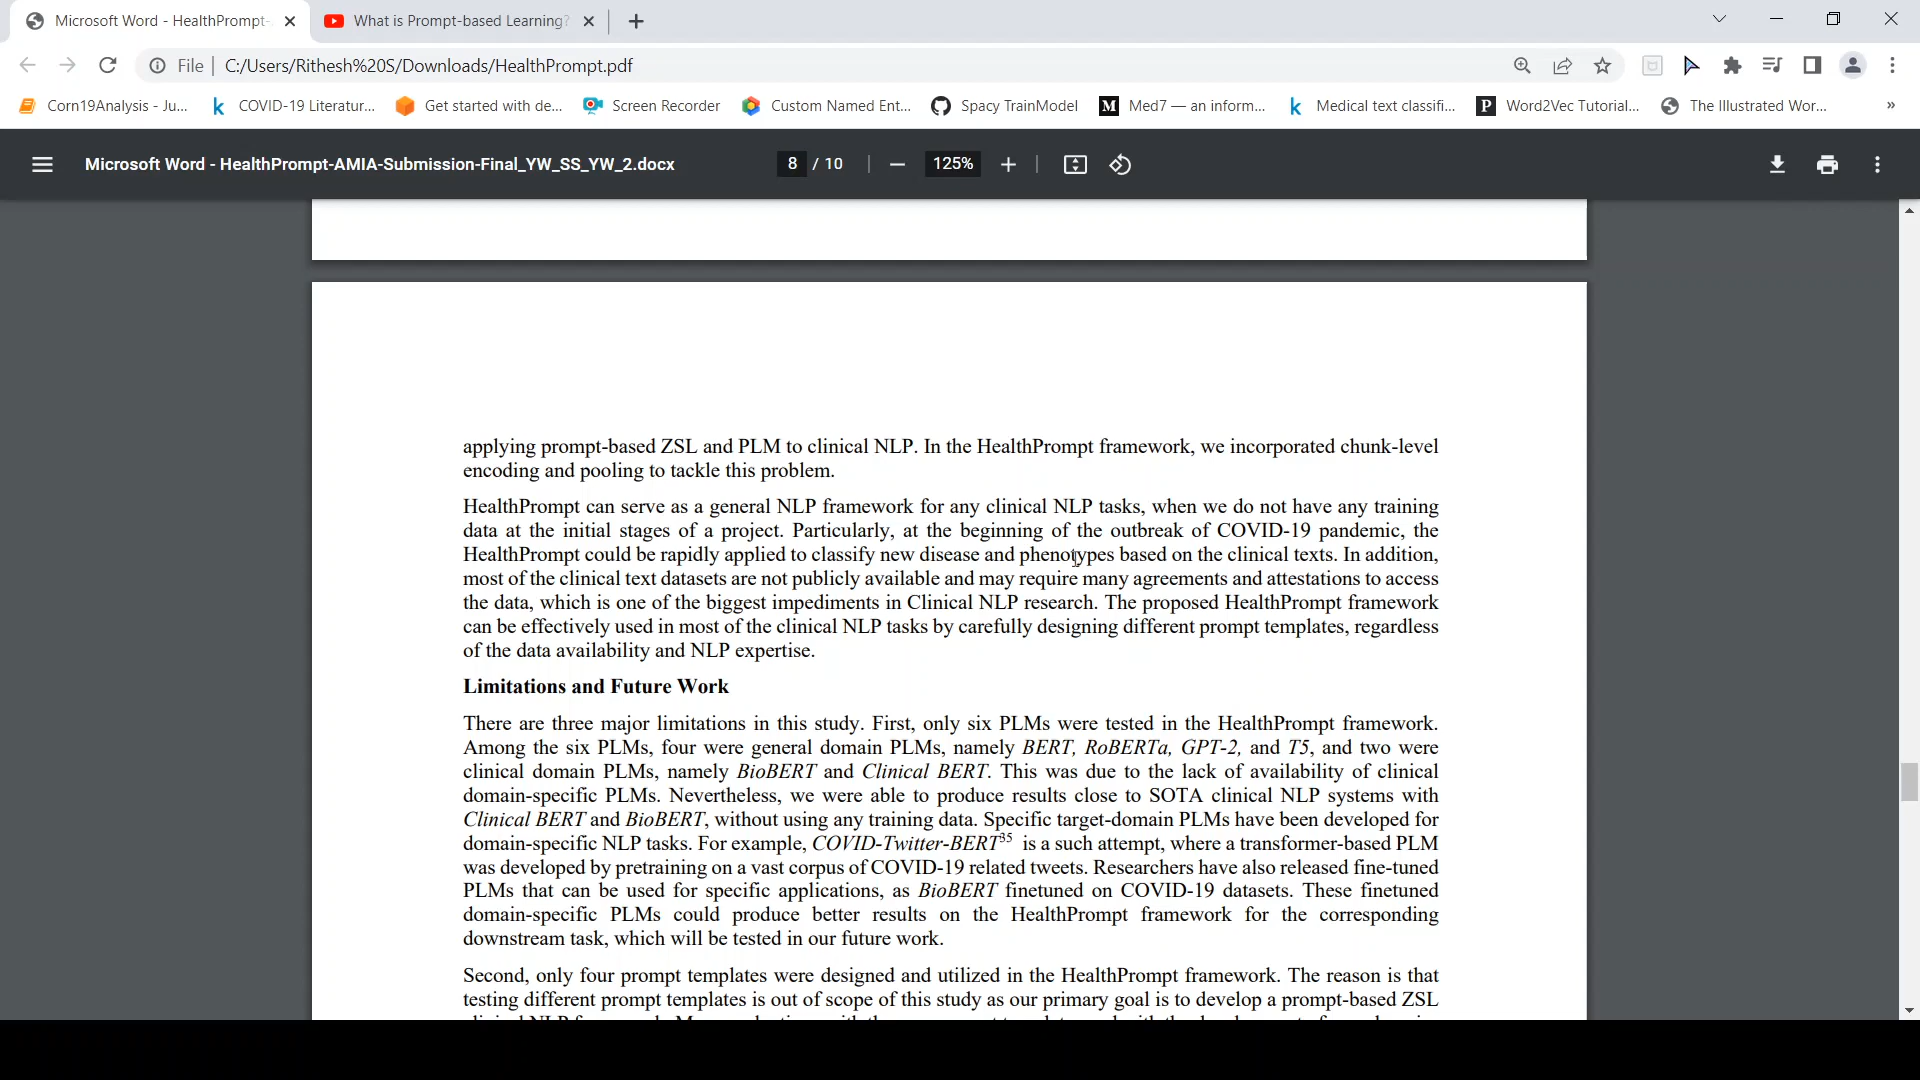 Microsoft Word - HealthPrompt-
What is Prompt-based Learning?
File
C:/Users/Rithesh%20S/Downloads/HealthPrompt.pdf
Corn19Analysis - Ju...
COVID-19 Literatur...
Get started with de...
Screen Recorder
Custom Named Ent...
Spacy TrainModel
Med7 — an inform...
Medical text classifi...
Word2Vec Tutorial...
The Illustrated Wor...
»
Microsoft Word - HealthPrompt-AMIA-Submission-Final_YW_SS_YW_2.docx
8 / 10
125%
applying prompt-based ZSL and PLM to clinical NLP. In the HealthPrompt framework, we incorporated chunk-level
encoding and pooling to tackle this problem.
HealthPrompt can serve as a general NLP framework for any clinical NLP tasks, when we do not have any training
data at the initial stages of a project. Particularly, at the beginning of the outbreak of COVID-19 pandemic, the
HealthPrompt could be rapidly applied to classify new disease and phenotypes based on the clinical texts. In addition,
most of the clinical text datasets are not publicly available and may require many agreements and attestations to access
the data, which is one of the biggest impediments in Clinical NLP research. The proposed HealthPrompt framework
can be effectively used in most of the clinical NLP tasks by carefully designing different prompt templates, regardless
of the data availability and NLP expertise.
Limitations and Future Work
There are three major limitations in this study. First, only six PLMs were tested in the HealthPrompt framework.
Among the six PLMs, four were general domain PLMs, namely BERT, RoBERTa, GPT-2, and T5, and two were
clinical domain PLMs, namely BioBERT and Clinical BERT. This was due to the lack of availability of clinical
domain-specific PLMs. Nevertheless, we were able to produce results close to SOTA clinical NLP systems with
Clinical BERT and BioBERT, without using any training data. Specific target-domain PLMs have been developed for
domain-specific NLP tasks. For example, COVID-Twitter-BERT35 is a such attempt, where a transformer-based PLM
was developed by pretraining on a vast corpus of COVID-19 related tweets. Researchers have also released fine-tuned
PLMs that can be used for specific applications, as BioBERT finetuned on COVID-19 datasets. These finetuned
domain-specific PLMs could produce better results on the HealthPrompt framework for the corresponding
downstream task, which will be tested in our future work.
Second, only four prompt templates were designed and utilized in the HealthPrompt framework. The reason is that
testing different prompt templates is out of scope of this study as our primary goal is to develop a prompt-based ZSL